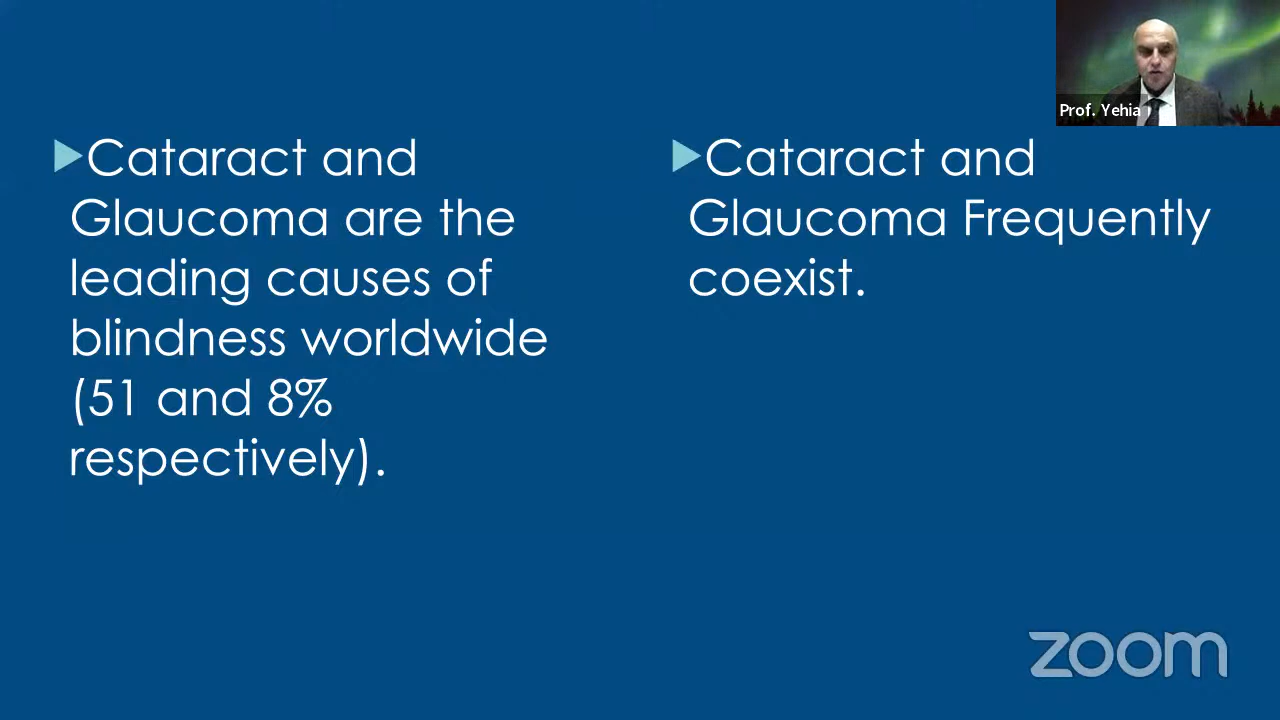 Prof. Yehia
Cataract and
Glaucoma are the
leading causes of
blindness worldwide
(51 and 8%
respectively).
Cataract and
Glaucoma Frequently
coexist.
zoom